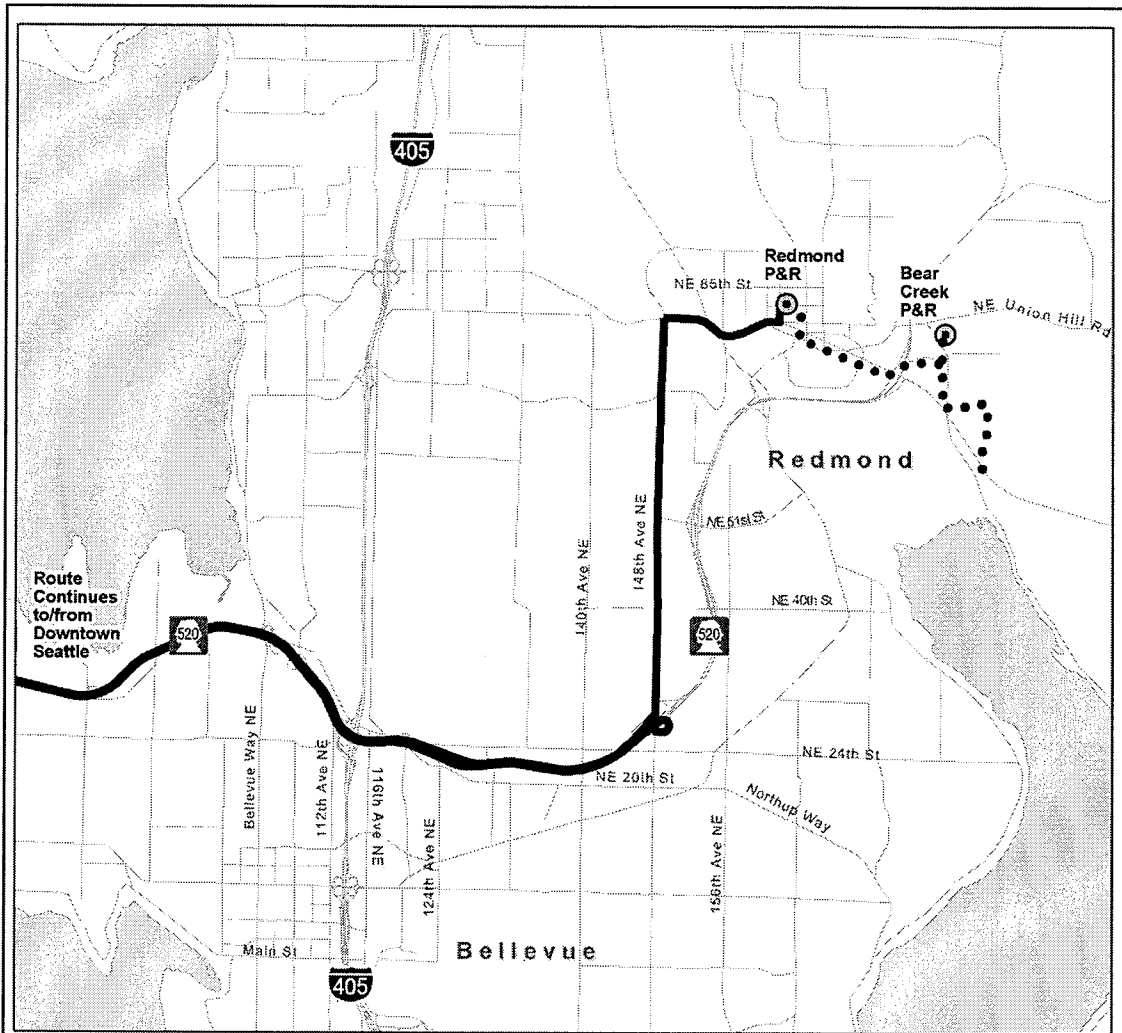 405
Redmond
P&R
Bear
Creek
P&R
NE 85th St
NE Union Hill Rd
Redmond
148th Ave NE
NE 51st St
140th Ave NE
NE 40th St
Route
Continues
to/from
Downtown
Seattle
520
520
Bellevue Way NE
112th Ave NE
116th Ave NE
124th Ave NE
NE 20th St
NE 24th St
Northup Way
156th Ave NE
Main St
Bellevue
405